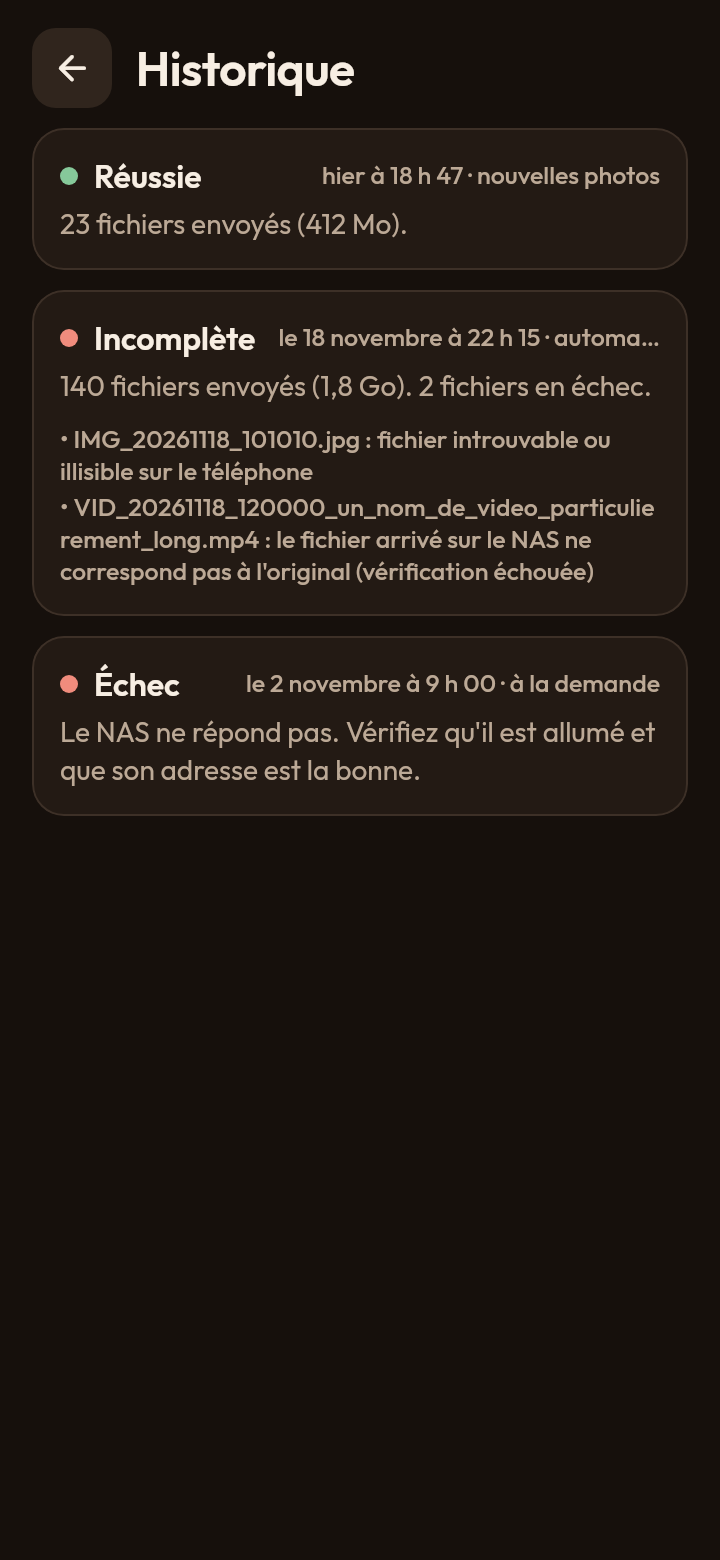 Historique
Réussie
hier à 18 h 47 · nouvelles photos
23 fichiers envoyés (412 Mo).
Incomplète
le 18 novembre à 22 h 15 · automa...
140 fichiers envoyés (1,8 Go). 2 fichiers en échec.
• IMG_20261118_101010.jpg : fichier introuvable ou
illisible sur le téléphone
• VID_20261118_120000_un_nom_de_video_particulie
rement_long.mp4 : le fichier arrivé sur le NAS ne
correspond pas à l'original (vérification échouée)
Échec
le 2 novembre à 9 h 00 · à la demande
Le NAS ne répond pas. Vérifiez qu'il est allumé et
que son adresse est la bonne.